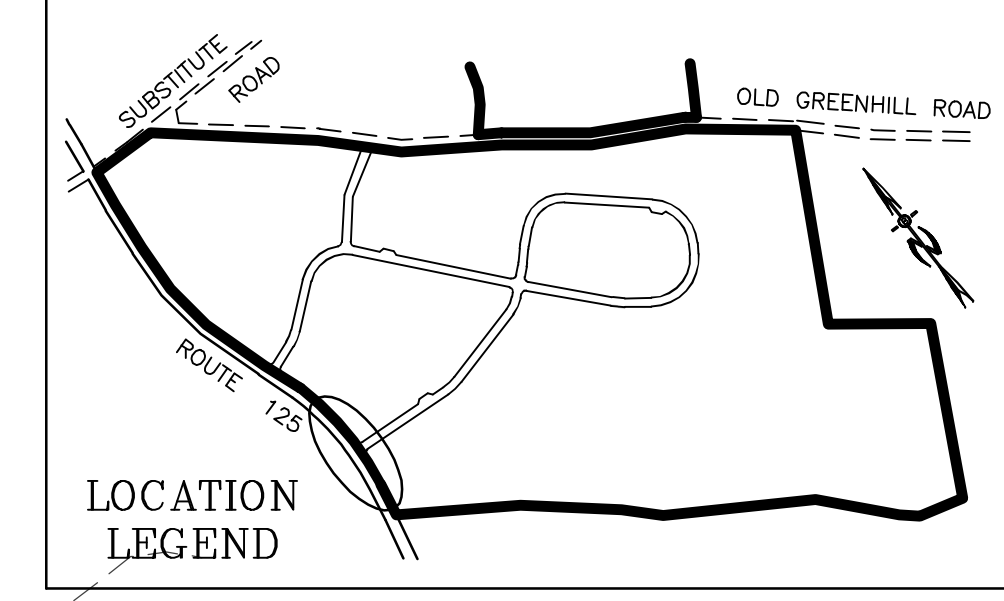 SUBSTITUTE
ROAD
OLD GREENHILL ROAD
N
ROUTE 125
LOCATION
LEGEND